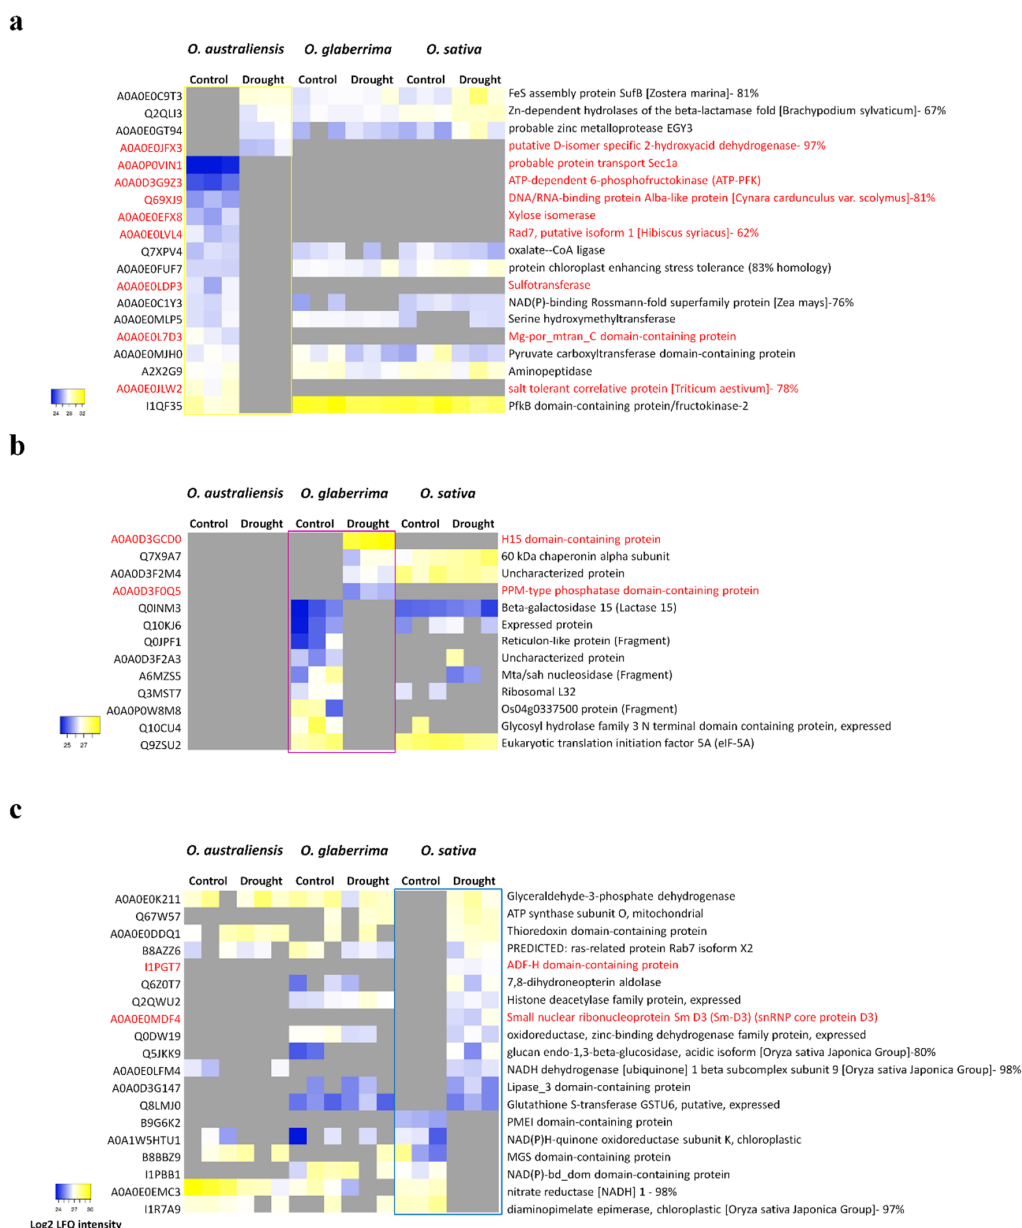 a
O. australiensis O. glaberrima O. sativa
Control Drought Control Drought Control Drought
A0A0E0C9T3 FeS assembly protein SufB [Zostera marina]- 81%
Q2QLI3 Zn-dependent hydrolases of the beta-lactamase fold [Brachypodium sylvaticum]- 67%
A0A0E0GT94 probable zinc metalloprotease EGY3
A0A0E0JFX3 putative D-isomer specific 2-hydroxyacid dehydrogenase- 97%
A0A0P0VIN1 probable protein transport Sec1a
A0A0D3G9Z3 ATP-dependent 6-phosphofructokinase (ATP-PFK)
Q69XJ9 DNA/RNA-binding protein Alba-like protein [Cynara cardunculus var. scolymus]-81%
A0A0E0EFX8 Xylose isomerase
A0A0E0LVL4 Rad7, putative isoform 1 [Hibiscus syriacus]- 62%
Q7XPV4 oxalate--CoA ligase
A0A0E0FUF7 protein chloroplast enhancing stress tolerance (83% homology)
A0A0E0LDP3 Sulfotransferase
A0A0E0C1Y3 NAD(P)-binding Rossmann-fold superfamily protein [Zea mays]-76%
A0A0E0MLP5 Serine hydroxymethyltransferase
A0A0E0L7D3 Mg-por_mtran_C domain-containing protein
A0A0E0MJH0 Pyruvate carboxyltransferase domain-containing protein
A2X2G9 Aminopeptidase
A0A0E0JLW2 salt tolerant correlative protein [Triticum aestivum]- 78%
I1QF35 PfkB domain-containing protein/fructokinase-2
24 28 32
b
O. australiensis O. glaberrima O. sativa
Control Drought Control Drought Control Drought
A0A0D3GCD0 H15 domain-containing protein
Q7X9A7 60 kDa chaperonin alpha subunit
A0A0D3F2M4 Uncharacterized protein
A0A0D3F0Q5 PPM-type phosphatase domain-containing protein
Q0INM3 Beta-galactosidase 15 (Lactase 15)
Q10KJ6 Expressed protein
Q0JPF1 Reticulon-like protein (Fragment)
A0A0D3F2A3 Uncharacterized protein
A6MZS5 Mta/sah nucleosidase (Fragment)
Q3MST7 Ribosomal L32
A0A0P0W8M8 Os04g0337500 protein (Fragment)
Q10CU4 Glycosyl hydrolase family 3 N terminal domain containing protein, expressed
Q9ZSU2 Eukaryotic translation initiation factor 5A (eIF-5A)
25 27
c
O. australiensis O. glaberrima O. sativa
Control Drought Control Drought Control Drought
A0A0E0K211 Glyceraldehyde-3-phosphate dehydrogenase
Q67W57 ATP synthase subunit O, mitochondrial
A0A0E0DDQ1 Thioredoxin domain-containing protein
B8AZZ6 PREDICTED: ras-related protein Rab7 isoform X2
I1PGT7 ADF-H domain-containing protein
Q6Z0T7 7,8-dihydroneopterin aldolase
Q2QWU2 Histone deacetylase family protein, expressed
A0A0E0MDF4 Small nuclear ribonucleoprotein Sm D3 (Sm-D3) (snRNP core protein D3)
Q0DW19 oxidoreductase, zinc-binding dehydrogenase family protein, expressed
Q5JKK9 glucan endo-1,3-beta-glucosidase, acidic isoform [Oryza sativa Japonica Group]-80%
A0A0E0LFM4 NADH dehydrogenase [ubiquinone] 1 beta subcomplex subunit 9 [Oryza sativa Japonica Group]- 98%
A0A0D3G147 Lipase_3 domain-containing protein
Q8LMJ0 Glutathione S-transferase GSTU6, putative, expressed
B9G6K2 PMEI domain-containing protein
A0A1W5HTU1 NAD(P)H-quinone oxidoreductase subunit K, chloroplastic
B8BBZ9 MGS domain-containing protein
I1PBB1 NAD(P)-bd_dom domain-containing protein
A0A0E0EMC3 nitrate reductase [NADH] 1 - 98%
I1R7A9 diaminopimelate epimerase, chloroplastic [Oryza sativa Japonica Group]- 97%
24 26 28 30
Log2 LFQ intensity